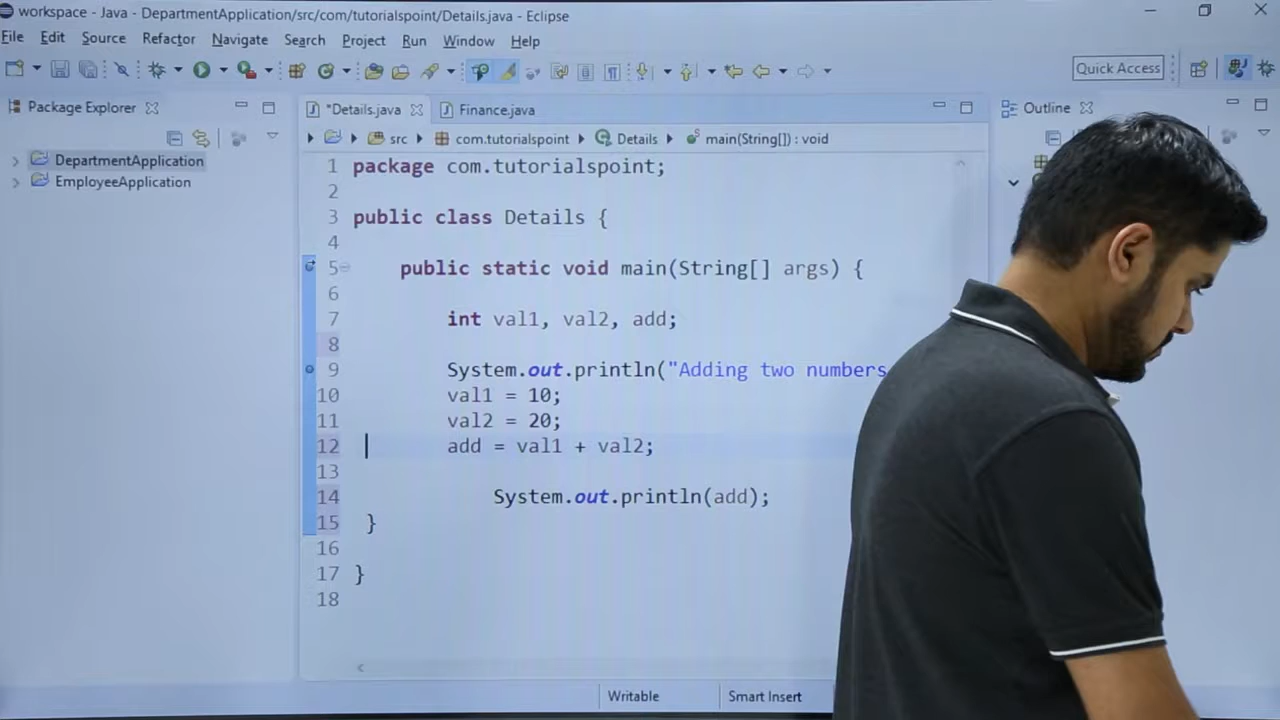 workspace - Java - DepartmentApplication/src/com/tutorialspoint/Details.java - Eclipse
File Edit Source Refactor Navigate Search Project Run Window Help
Quick Access
Package Explorer
*Details.java
Finance.java
Outline
src
com.tutorialspoint
Details
main(String[]) : void
DepartmentApplication
EmployeeApplication
1 package com.tutorialspoint;
2
3 public class Details {
4
5 public static void main(String[] args) {
6
7 int val1, val2, add;
8
9 System.out.println("Adding two numbers
10 val1 = 10;
11 val2 = 20;
12 add = val1 + val2;
13
14 System.out.println(add);
15 }
16
17 }
18
Writable
Smart Insert